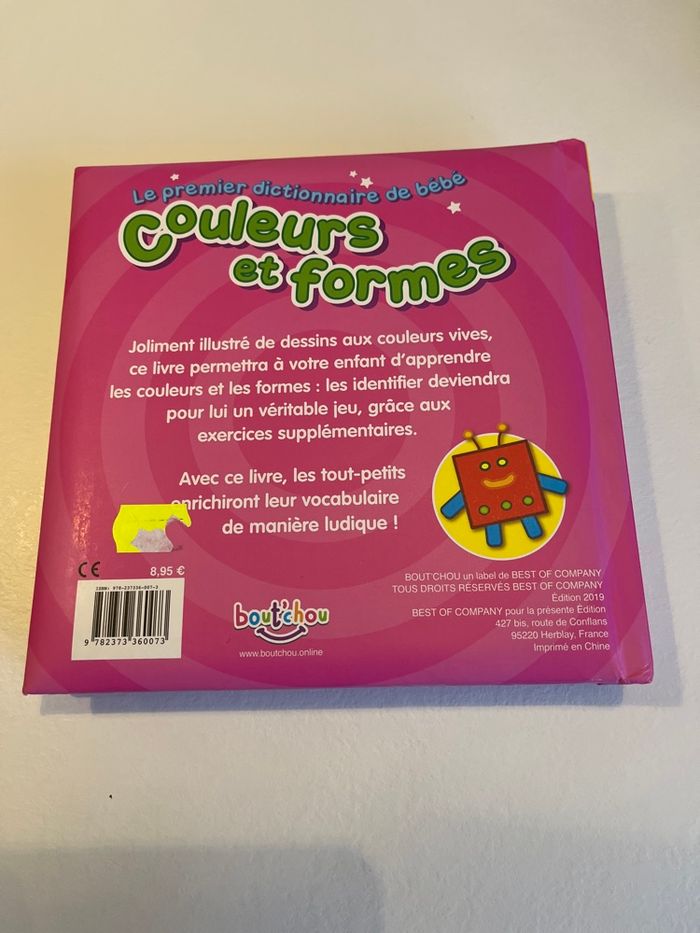 Le premier dictionnaire de bébé
Couleurs
et formes
Joliment illustré de dessins aux couleurs vives,
ce livre permettra à votre enfant d'apprendre
les couleurs et les formes : les identifier deviendra
pour lui un véritable jeu, grâce aux
exercices supplémentaires.
Avec ce livre, les tout-petits
enrichiront leur vocabulaire
de manière ludique !
CE
8,95 €
ISBN: 978-237336-007-3
9 782373 360073
bout'chou
www.boutchou.online
BOUT'CHOU un label de BEST OF COMPANY
TOUS DROITS RÉSERVÉS BEST OF COMPANY
Édition 2019
BEST OF COMPANY pour la présente Édition
427 bis, route de Conflans
95220 Herblay, France
Imprimé en Chine